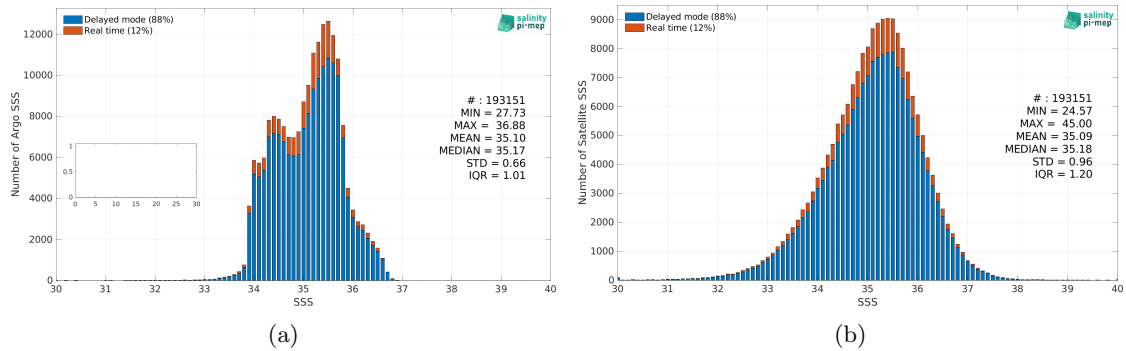 Delayed mode (88%)
Real time (12%)
salinity
pi-mep
Number of Argo SSS
12000
10000
8000
6000
4000
2000
0
# : 193151
MIN = 27.73
MAX = 36.88
MEAN = 35.10
MEDIAN = 35.17
STD = 0.66
IQR = 1.01
1
0.5
0
0 5 10 15 20 25 30
30 31 32 33 34 35 36 37 38 39 40
SSS
(a)
Delayed mode (88%)
Real time (12%)
salinity
pi-mep
Number of Satellite SSS
9000
8000
7000
6000
5000
4000
3000
2000
1000
0
# : 193151
MIN = 24.57
MAX = 45.00
MEAN = 35.09
MEDIAN = 35.18
STD = 0.96
IQR = 1.20
30 31 32 33 34 35 36 37 38 39 40
SSS
(b)